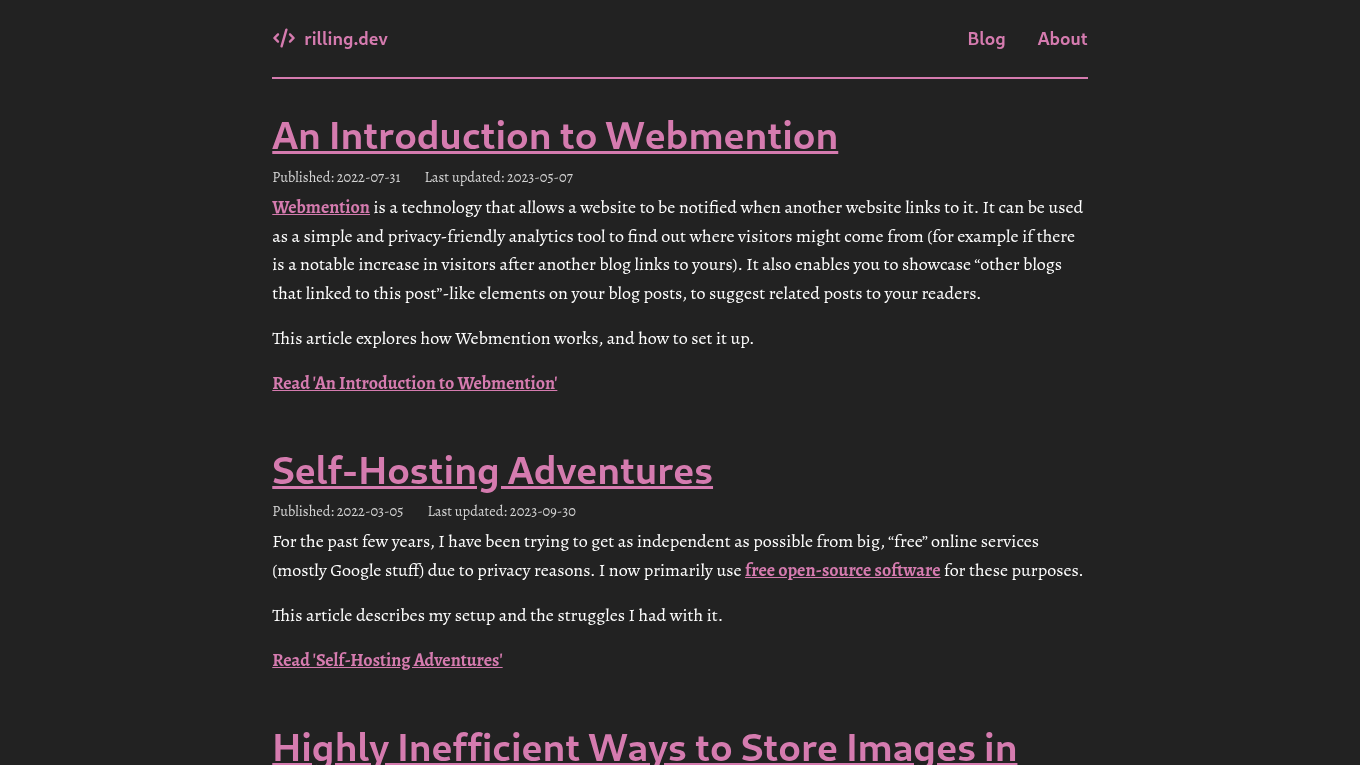 rilling.dev
Blog
About
An Introduction to Webmention
Published: 2022-07-31
Last updated: 2023-05-07
Webmention is a technology that allows a website to be notified when another website links to it. It can be used
as a simple and privacy-friendly analytics tool to find out where visitors might come from (for example if there
is a notable increase in visitors after another blog links to yours). It also enables you to showcase “other blogs
that linked to this post”-like elements on your blog posts, to suggest related posts to your readers.
This article explores how Webmention works, and how to set it up.
Read 'An Introduction to Webmention'
Self-Hosting Adventures
Published: 2022-03-05
Last updated: 2023-09-30
For the past few years, I have been trying to get as independent as possible from big, “free” online services
(mostly Google stuff) due to privacy reasons. I now primarily use free open-source software for these purposes.
This article describes my setup and the struggles I had with it.
Read 'Self-Hosting Adventures'
Highly Inefficient Ways to Store Images in